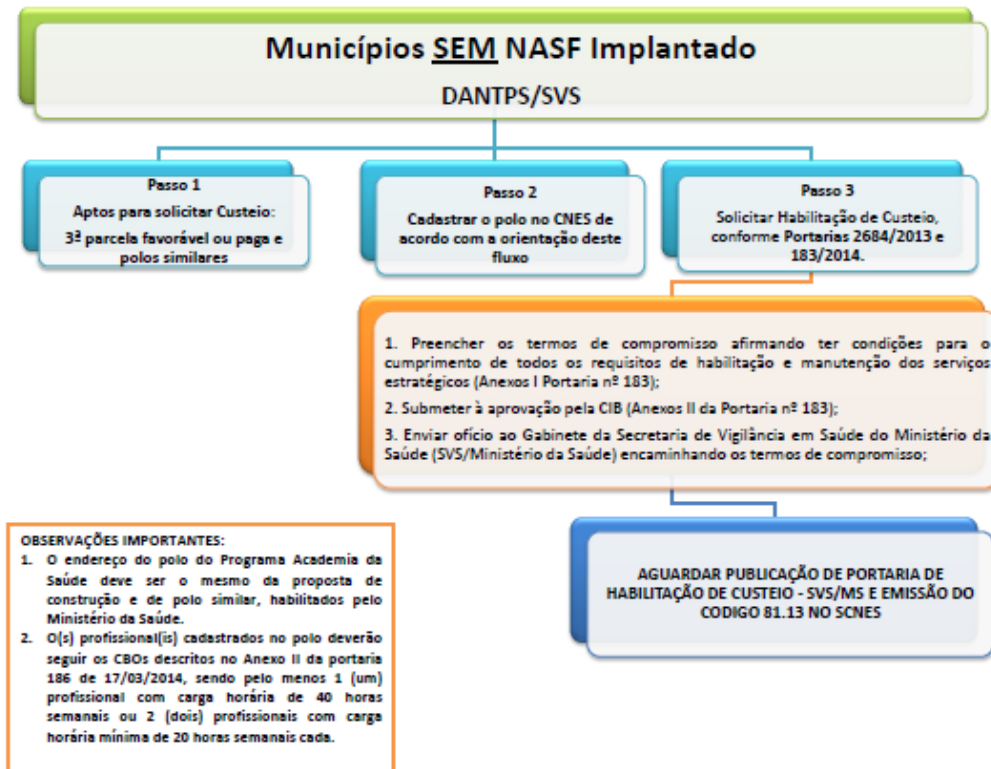 Municípios SEM NASF Implantado
DANTPS/SVS
Passo 1
Aptos para solicitar Custeio:
3ª parcela favorável ou paga e
polos similares
Passo 2
Cadastrar o polo no CNES de
acordo com a orientação deste
fluxo
Passo 3
Solicitar Habilitação de Custeio,
conforme Portarias 2684/2013 e
183/2014.
1. Preencher os termos de compromisso afirmando ter condições para o
cumprimento de todos os requisitos de habilitação e manutenção dos serviços
estratégicos (Anexos I Portaria nº 183);
2. Submeter à aprovação pela CIB (Anexos II da Portaria nº 183);
3. Enviar ofício ao Gabinete da Secretaria de Vigilância em Saúde do Ministério da
Saúde (SVS/Ministério da Saúde) encaminhando os termos de compromisso;
AGUARDAR PUBLICAÇÃO DE PORTARIA DE
HABILITAÇÃO DE CUSTEIO - SVS/MS E EMISSÃO DO
CODIGO 81.13 NO SCNES
OBSERVAÇÕES IMPORTANTES:
1. O endereço do polo do Programa Academia da
Saúde deve ser o mesmo da proposta de
construção e de polo similar, habilitados pelo
Ministério da Saúde.
2. O(s) profissional(is) cadastrados no polo deverão
seguir os CBOs descritos no Anexo II da portaria
186 de 17/03/2014, sendo pelo menos 1 (um)
profissional com carga horária de 40 horas
semanais ou 2 (dois) profissionais com carga
horária mínima de 20 horas semanais cada.